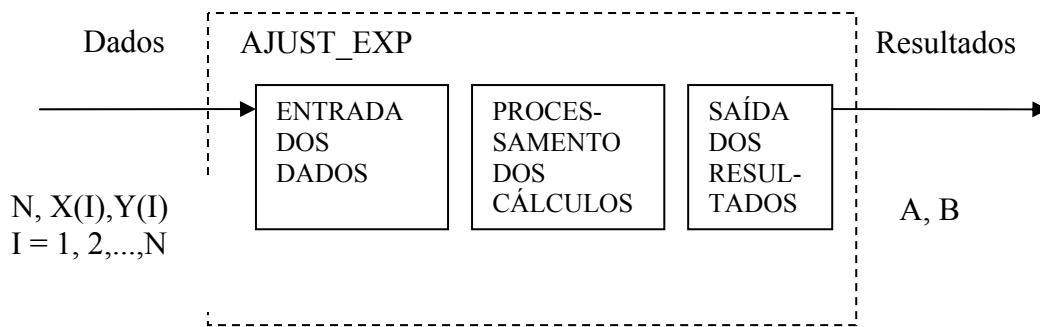 Dados
AJUST_EXP
Resultados
ENTRADA
DOS
DADOS
PROCES-
SAMENTO
DOS
CÁLCULOS
SAÍDA
DOS
RESUL-
TADOS
N, X(I),Y(I)
I = 1, 2,...,N
A, B